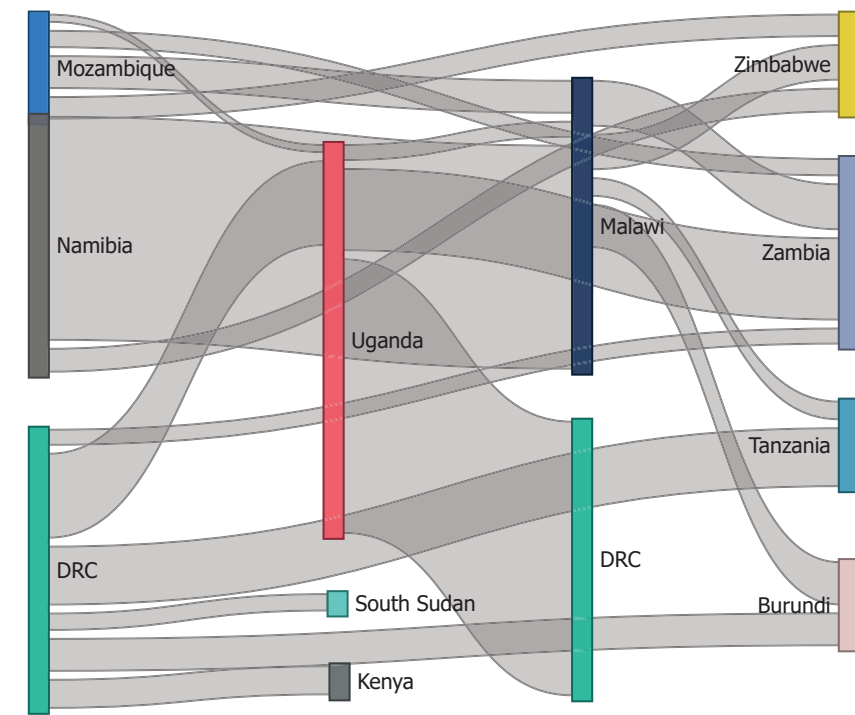 Mozambique
Zimbabwe
Malawi
Namibia
Zambia
Uganda
Tanzania
DRC
DRC
South Sudan
Burundi
Kenya